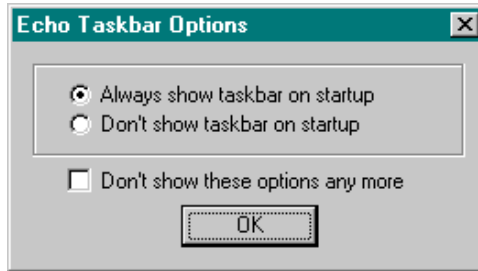 Echo Taskbar Options
Always show taskbar on startup
Don't show taskbar on startup
Don't show these options any more
OK